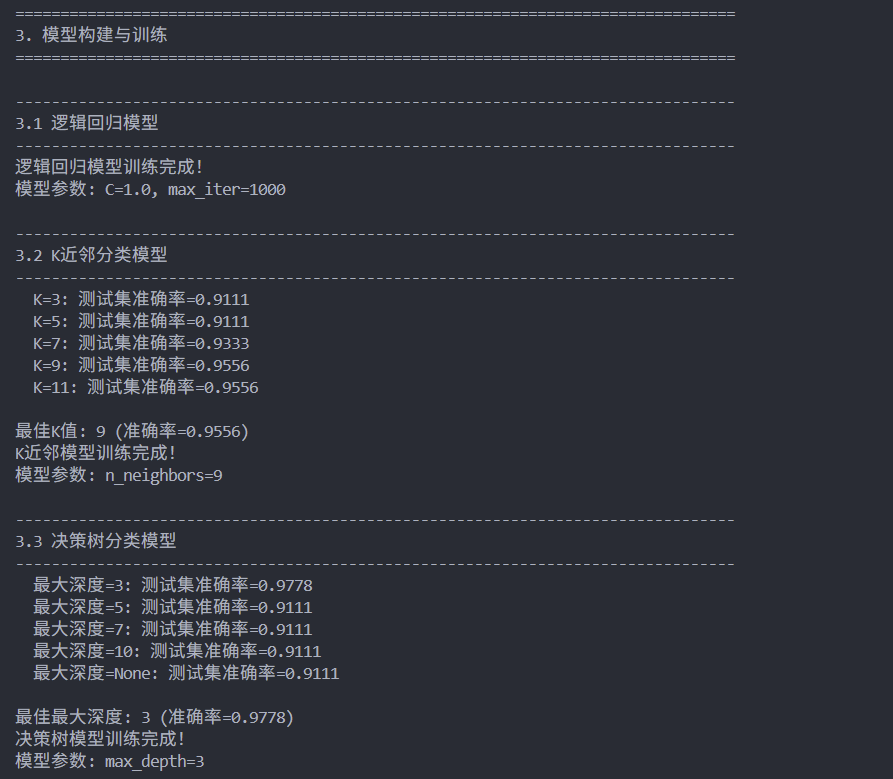 ================================================================================
3. 模型构建与训练
================================================================================
--------------------------------------------------------------------------------
3.1 逻辑回归模型
--------------------------------------------------------------------------------
逻辑回归模型训练完成!
模型参数: C=1.0, max_iter=1000
--------------------------------------------------------------------------------
3.2 K近邻分类模型
--------------------------------------------------------------------------------
K=3: 测试集准确率=0.9111
K=5: 测试集准确率=0.9111
K=7: 测试集准确率=0.9333
K=9: 测试集准确率=0.9556
K=11: 测试集准确率=0.9556
最佳K值: 9 (准确率=0.9556)
K近邻模型训练完成!
模型参数: n_neighbors=9
--------------------------------------------------------------------------------
3.3 决策树分类模型
--------------------------------------------------------------------------------
最大深度=3: 测试集准确率=0.9778
最大深度=5: 测试集准确率=0.9111
最大深度=7: 测试集准确率=0.9111
最大深度=10: 测试集准确率=0.9111
最大深度=None: 测试集准确率=0.9111
最佳最大深度: 3 (准确率=0.9778)
决策树模型训练完成!
模型参数: max_depth=3